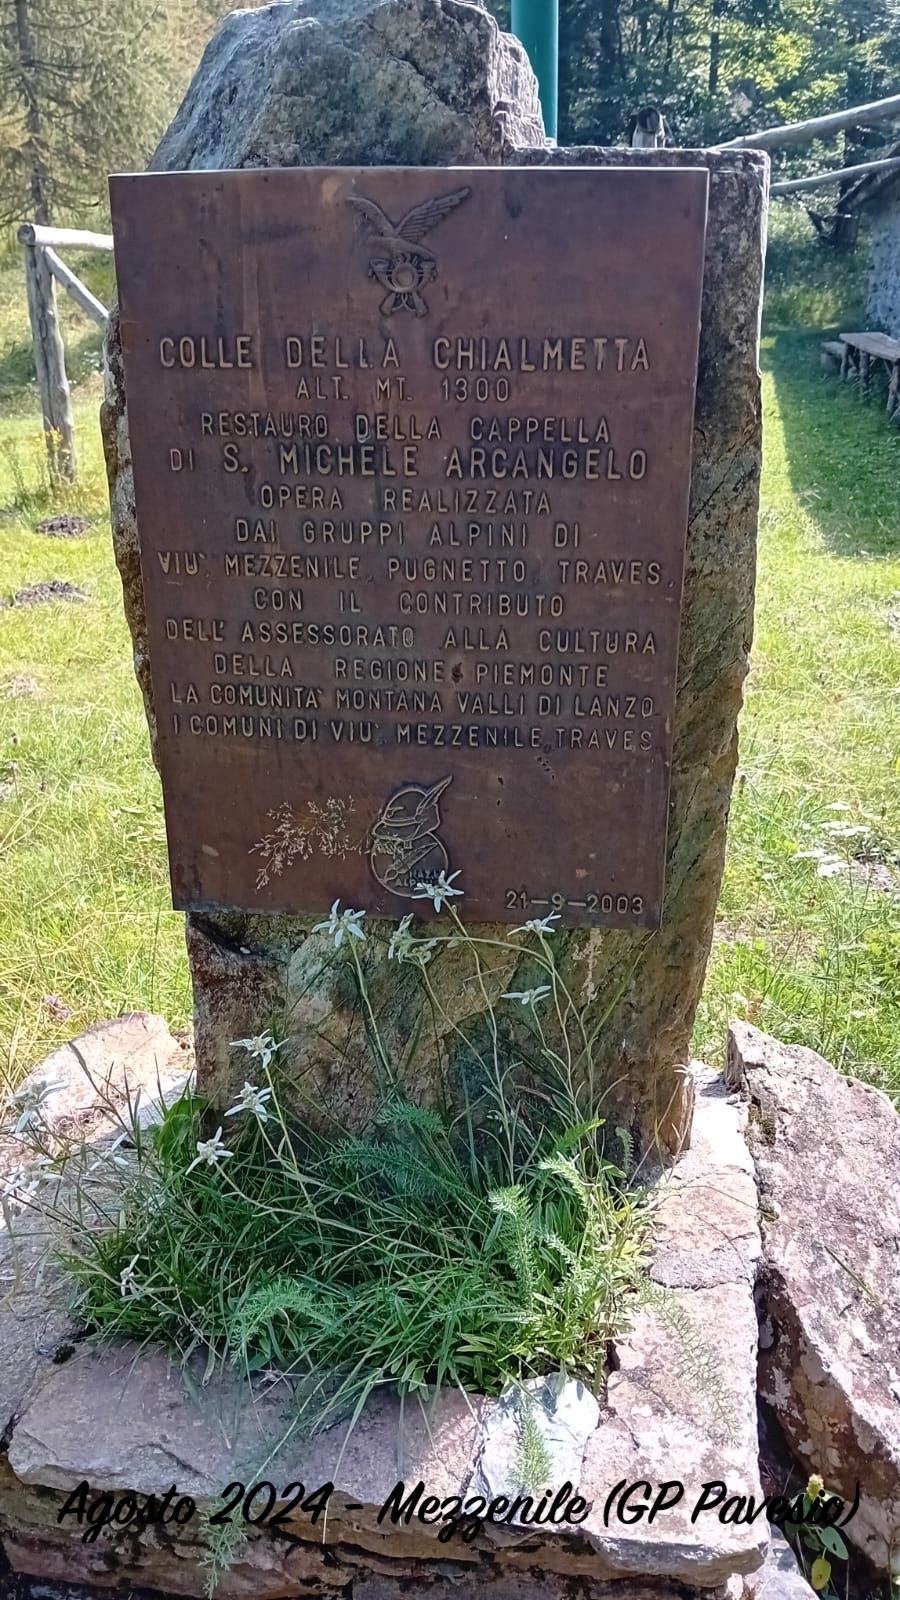 COLLE DELLA CHIALMETTA
ALT. MT. 1300
RESTAURO DELLA CAPPELLA
DI S. MICHELE ARCANGELO
OPERA REALIZZATA
DAI GRUPPI ALPINI DI
VIU', MEZZENILE, PUGNETTO, TRAVES,
CON IL CONTRIBUTO
DELL' ASSESSORATO ALLA CULTURA
DELLA REGIONE PIEMONTE
LA COMUNITA' MONTANA VALLI DI LANZO
I COMUNI DI VIU', MEZZENILE, TRAVES
21-9-2003
Agosto 2024 - Mezzenile (GP Pavesio)